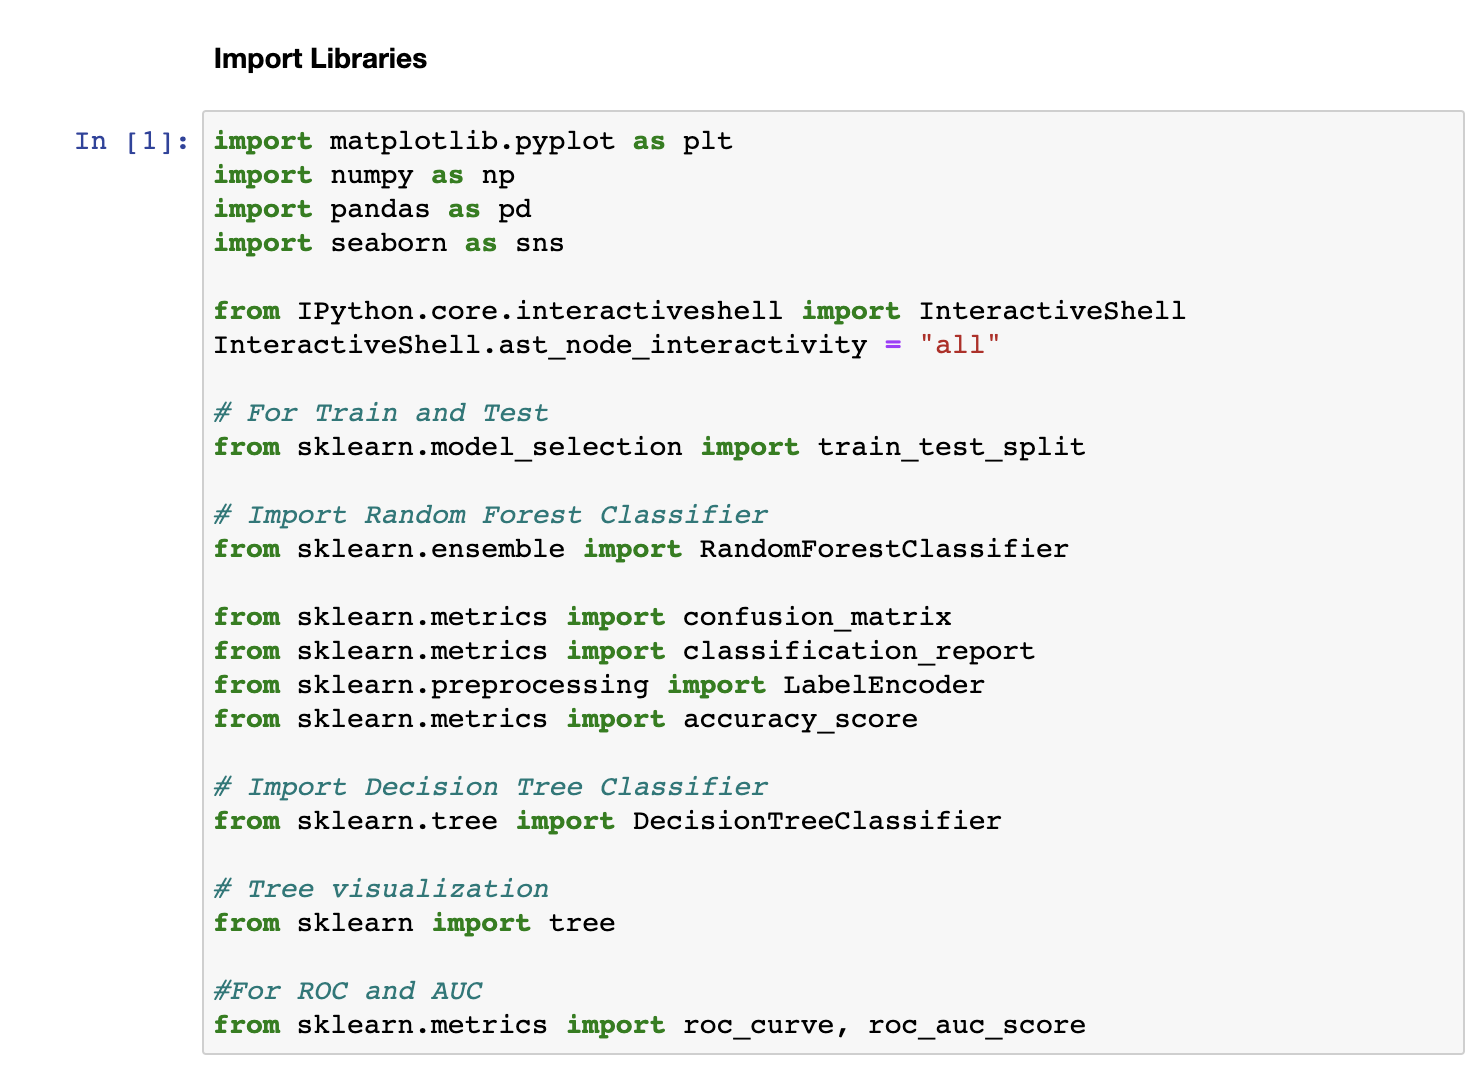 Import Libraries
In [1]:
import matplotlib.pyplot as plt
import numpy as np
import pandas as pd
import seaborn as sns
from IPython.core.interactiveshell import InteractiveShell
InteractiveShell.ast_node_interactivity = "all"
# For Train and Test
from sklearn.model_selection import train_test_split
# Import Random Forest Classifier
from sklearn.ensemble import RandomForestClassifier
from sklearn.metrics import confusion_matrix
from sklearn.metrics import classification_report
from sklearn.preprocessing import LabelEncoder
from sklearn.metrics import accuracy_score
# Import Decision Tree Classifier
from sklearn.tree import DecisionTreeClassifier
# Tree visualization
from sklearn import tree
#For ROC and AUC
from sklearn.metrics import roc_curve, roc_auc_score